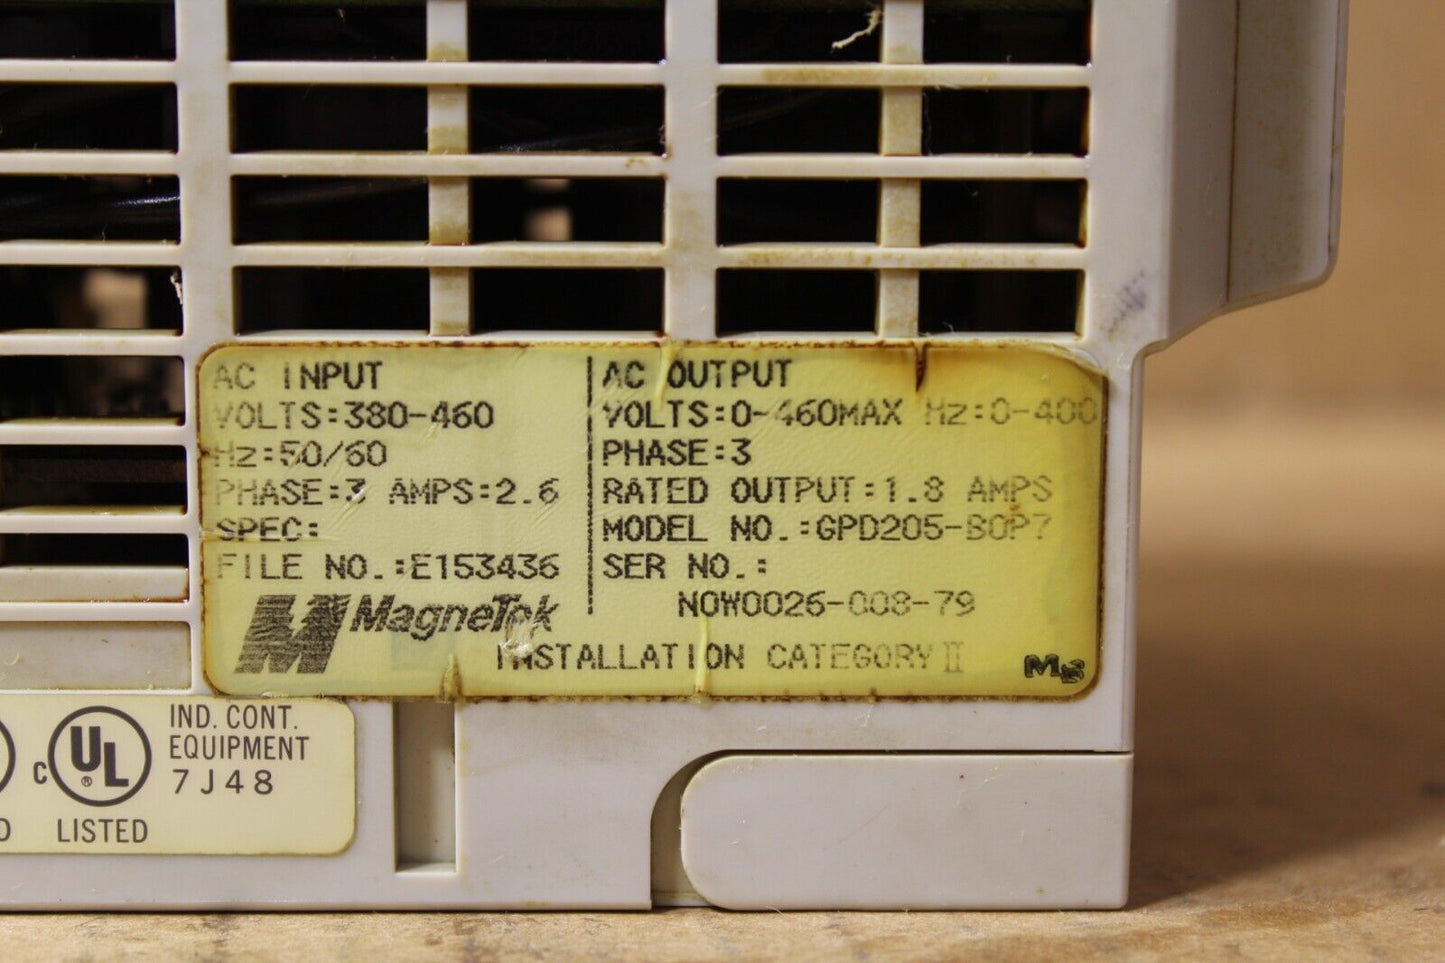 AC INPUT
VOLTS:380-460
Hz:50/60
PHASE:3 AMPS:2.6
SPEC:
FILE NO.:E153436
MagneTek
AC OUTPUT
VOLTS:0-460MAX Hz:0-400
PHASE:3
RATED OUTPUT:1.8 AMPS
MODEL NO.:GPD205-B0P7
SER NO.:
N0W0026-008-79
INSTALLATION CATEGORY II
c UL ®
LISTED
IND. CONT.
EQUIPMENT
7J48